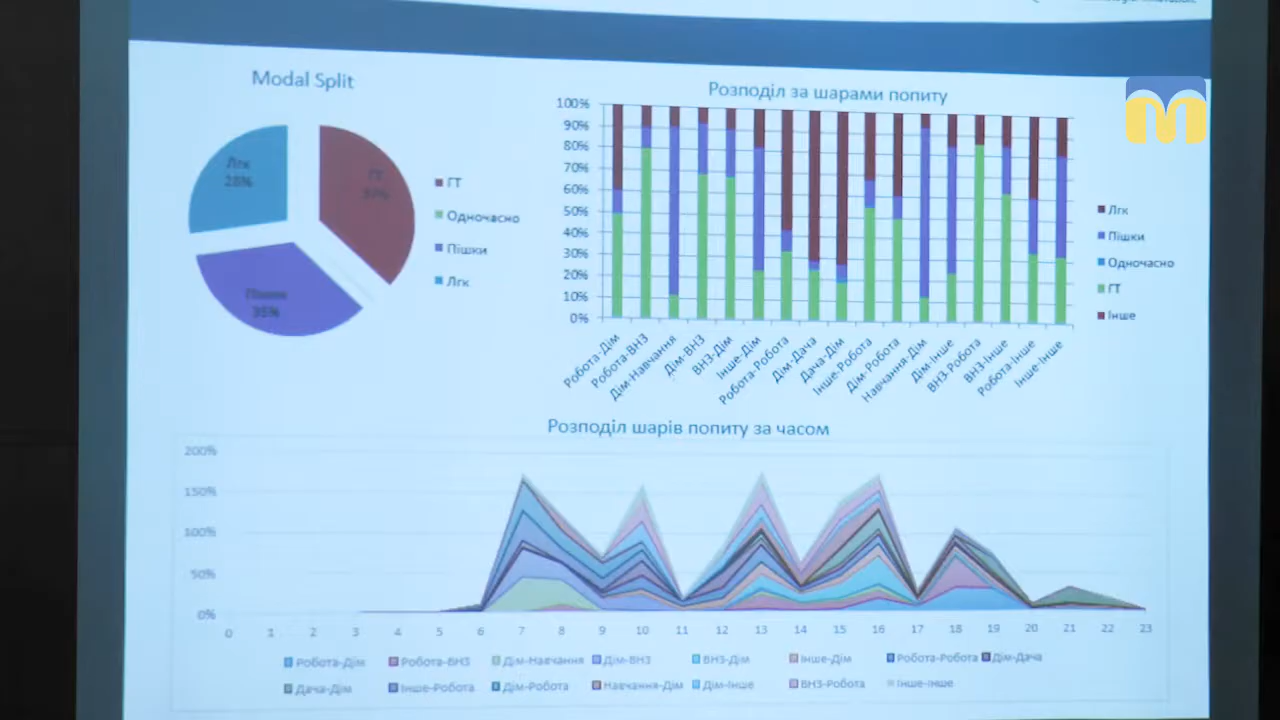 Modal Split
Лгк
28%
ГТ
37%
Пішки
35%
ГТ
Одночасно
Пішки
Лгк
Розподіл за шарами попиту
100%
90%
80%
70%
60%
50%
40%
30%
20%
10%
0%
Робота-Дім
Робота-ВНЗ
Дім-Навчання
Дім-ВНЗ
ВНЗ-Дім
Інше-Дім
Робота-Робота
Дім-Дача
Дача-Дім
Інше-Робота
Дім-Робота
Навчання-Дім
Дім-Інше
ВНЗ-Робота
ВНЗ-Інше
Робота-Інше
Інше-Інше
Лгк
Пішки
Одночасно
ГТ
Інше
Розподіл шарів попиту за часом
200%
150%
100%
50%
0%
0 1 2 3 4 5 6 7 8 9 10 11 12 13 14 15 16 17 18 19 20 21 22 23
Робота-Дім Робота-ВНЗ Дім-Навчання Дім-ВНЗ ВНЗ-Дім Інше-Дім Робота-Робота Дім-Дача
Дача-Дім Інше-Робота Дім-Робота Навчання-Дім Дім-Інше ВНЗ-Робота Інше-Інше